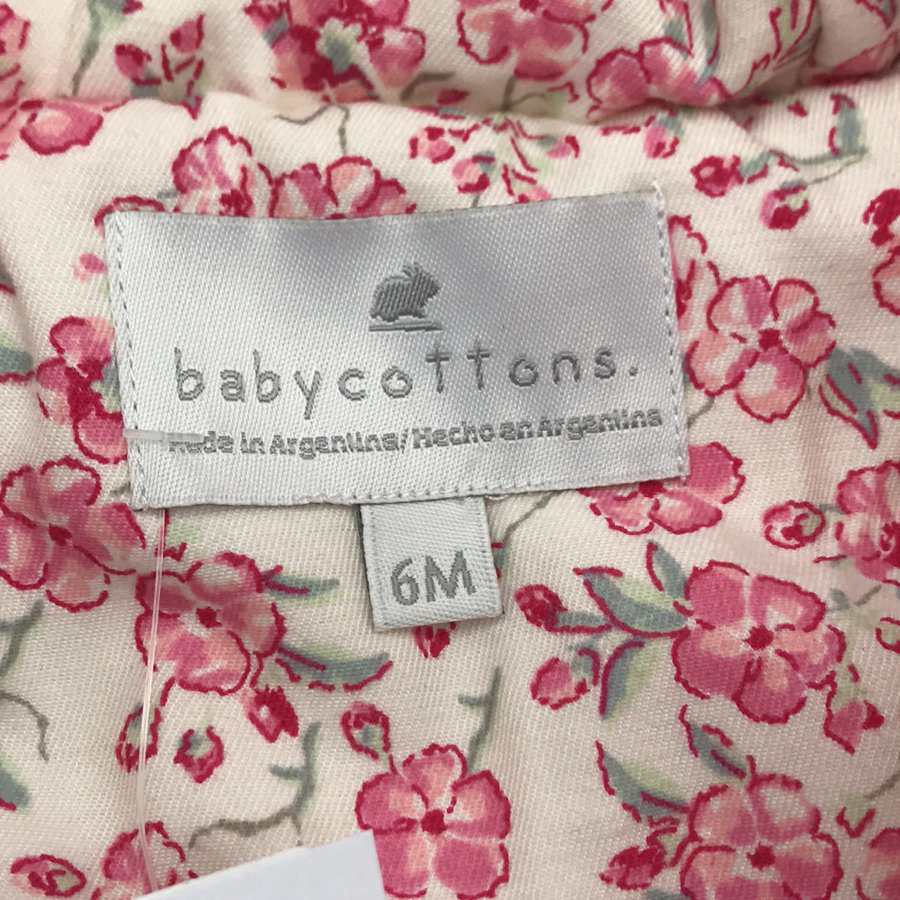 babycottons.
Made in Argentina/Hecho en Argentina
6M